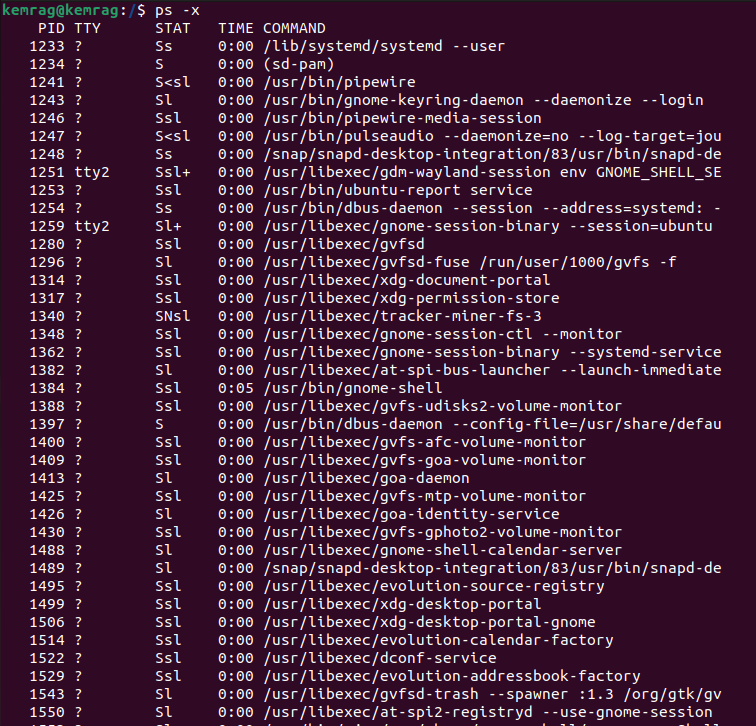 kemrag@kemrag:/$ ps -x
PID TTY STAT TIME COMMAND
1233 ? Ss 0:00 /lib/systemd/systemd --user
1234 ? S 0:00 (sd-pam)
1241 ? S<sl 0:00 /usr/bin/pipewire
1243 ? Sl 0:00 /usr/bin/gnome-keyring-daemon --daemonize --login
1246 ? Ssl 0:00 /usr/bin/pipewire-media-session
1247 ? S<sl 0:00 /usr/bin/pulseaudio --daemonize=no --log-target=jou
1248 ? Ss 0:00 /snap/snapd-desktop-integration/83/usr/bin/snapd-de
1251 tty2 Ssl+ 0:00 /usr/libexec/gdm-wayland-session env GNOME_SHELL_SE
1253 ? Ssl 0:00 /usr/bin/ubuntu-report service
1254 ? Ss 0:00 /usr/bin/dbus-daemon --session --address=systemd: -
1259 tty2 Sl+ 0:00 /usr/libexec/gnome-session-binary --session=ubuntu
1280 ? Ssl 0:00 /usr/libexec/gvfsd
1296 ? Sl 0:00 /usr/libexec/gvfsd-fuse /run/user/1000/gvfs -f
1314 ? Ssl 0:00 /usr/libexec/xdg-document-portal
1317 ? Ssl 0:00 /usr/libexec/xdg-permission-store
1340 ? SNsl 0:00 /usr/libexec/tracker-miner-fs-3
1348 ? Ssl 0:00 /usr/libexec/gnome-session-ctl --monitor
1362 ? Ssl 0:00 /usr/libexec/gnome-session-binary --systemd-service
1382 ? Sl 0:00 /usr/libexec/at-spi-bus-launcher --launch-immediate
1384 ? Ssl 0:05 /usr/bin/gnome-shell
1388 ? Ssl 0:00 /usr/libexec/gvfs-udisks2-volume-monitor
1397 ? S 0:00 /usr/bin/dbus-daemon --config-file=/usr/share/defau
1400 ? Ssl 0:00 /usr/libexec/gvfs-afc-volume-monitor
1409 ? Ssl 0:00 /usr/libexec/gvfs-goa-volume-monitor
1413 ? Sl 0:00 /usr/libexec/goa-daemon
1425 ? Ssl 0:00 /usr/libexec/gvfs-mtp-volume-monitor
1426 ? Sl 0:00 /usr/libexec/goa-identity-service
1430 ? Ssl 0:00 /usr/libexec/gvfs-gphoto2-volume-monitor
1488 ? Sl 0:00 /usr/libexec/gnome-shell-calendar-server
1489 ? Sl 0:00 /snap/snapd-desktop-integration/83/usr/bin/snapd-de
1495 ? Ssl 0:00 /usr/libexec/evolution-source-registry
1499 ? Ssl 0:00 /usr/libexec/xdg-desktop-portal
1506 ? Ssl 0:00 /usr/libexec/xdg-desktop-portal-gnome
1514 ? Ssl 0:00 /usr/libexec/evolution-calendar-factory
1522 ? Ssl 0:00 /usr/libexec/dconf-service
1529 ? Ssl 0:00 /usr/libexec/evolution-addressbook-factory
1543 ? Sl 0:00 /usr/libexec/gvfsd-trash --spawner :1.3 /org/gtk/gv
1550 ? Sl 0:00 /usr/libexec/at-spi2-registryd --use-gnome-session